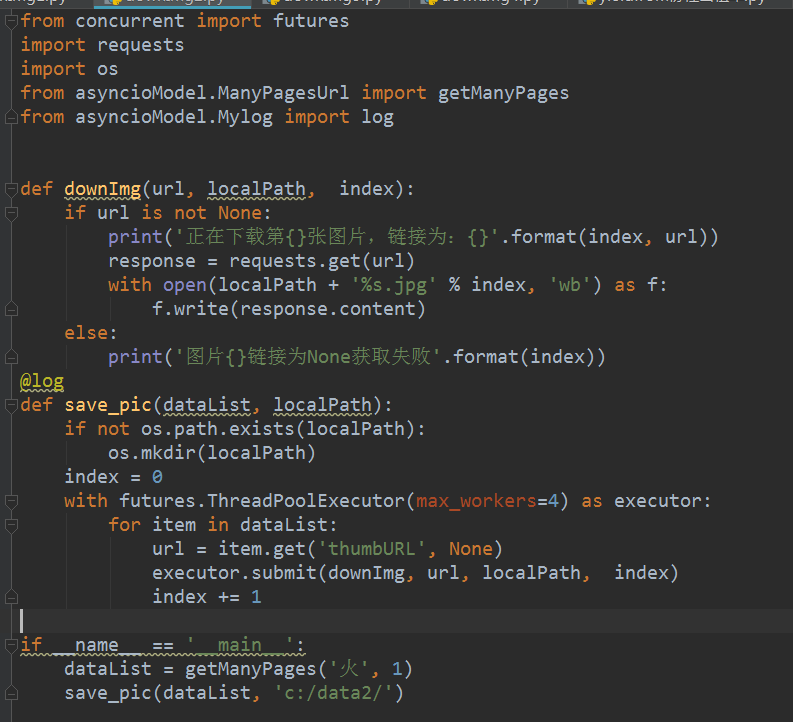 from concurrent import futures
import requests
import os
from asyncioModel.ManyPagesUrl import getManyPages
from asyncioModel.Mylog import log
def downImg(url, localPath,  index):
    if url is not None:
        print('正在下载第{}张图片，链接为：{}'.format(index, url))
        response = requests.get(url)
        with open(localPath + '%s.jpg' % index, 'wb') as f:
            f.write(response.content)
    else:
        print('图片{}链接为None获取失败'.format(index))
@log
def save_pic(dataList, localPath):
    if not os.path.exists(localPath):
        os.mkdir(localPath)
    index = 0
    with futures.ThreadPoolExecutor(max_workers=4) as executor:
        for item in dataList:
            url = item.get('thumbURL', None)
            executor.submit(downImg, url, localPath,  index)
            index += 1
if __name__ == '__main__':
    dataList = getManyPages('火', 1)
    save_pic(dataList, 'c:/data2/')